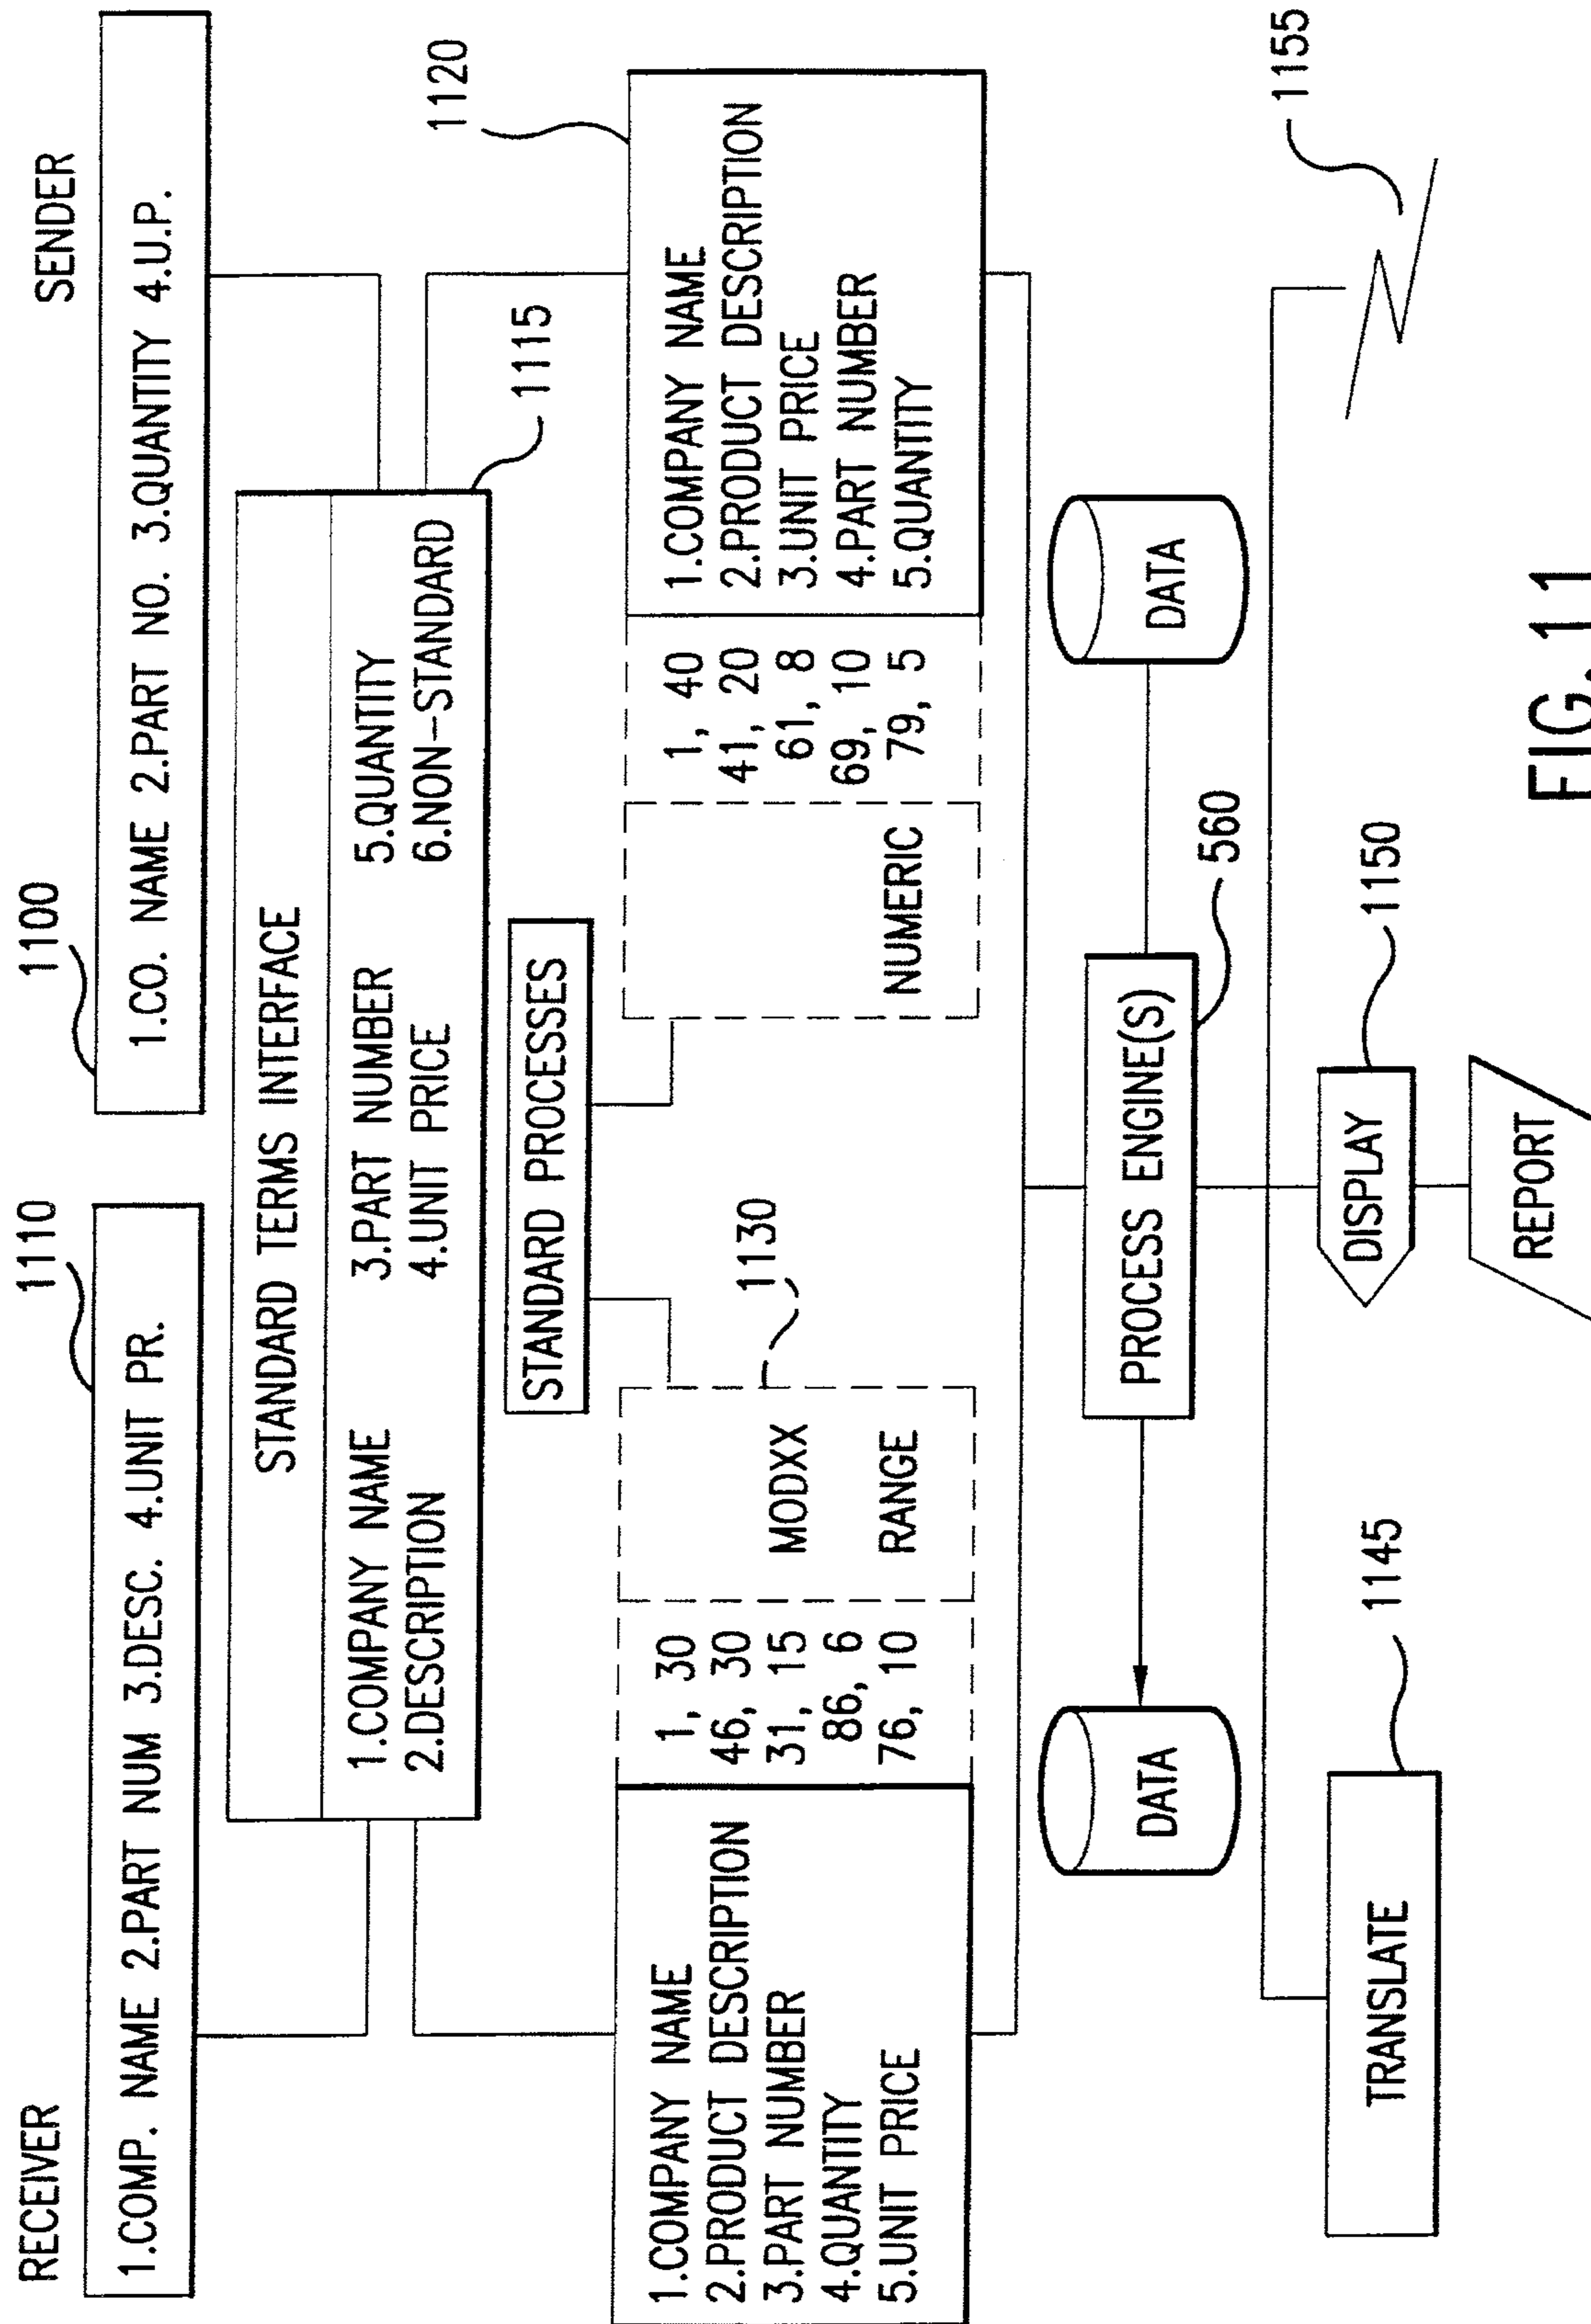 RECEIVER
SENDER
1110
1100
1.COMP. NAME 2.PART NUM 3.DESC. 4.UNIT PR.
1.CO. NAME 2.PART NO. 3.QUANTITY 4.U.P.
STANDARD TERMS INTERFACE
1.COMPANY NAME
2.DESCRIPTION
3.PART NUMBER
4.UNIT PRICE
5.QUANTITY
6.NON-STANDARD
1115
1120
STANDARD PROCESSES
1130
1.COMPANY NAME
2.PRODUCT DESCRIPTION
3.PART NUMBER
4.QUANTITY
5.UNIT PRICE
1, 30
46, 30
31, 15
86, 6
76, 10
MODXX
RANGE
NUMERIC
1, 40
41, 20
61, 8
69, 10
79, 5
1.COMPANY NAME
2.PRODUCT DESCRIPTION
3.UNIT PRICE
4.PART NUMBER
5.QUANTITY
DATA
PROCESS ENGINE(S)
DATA
560
TRANSLATE
1145
DISPLAY
1150
1155
REPORT
FIG. 11